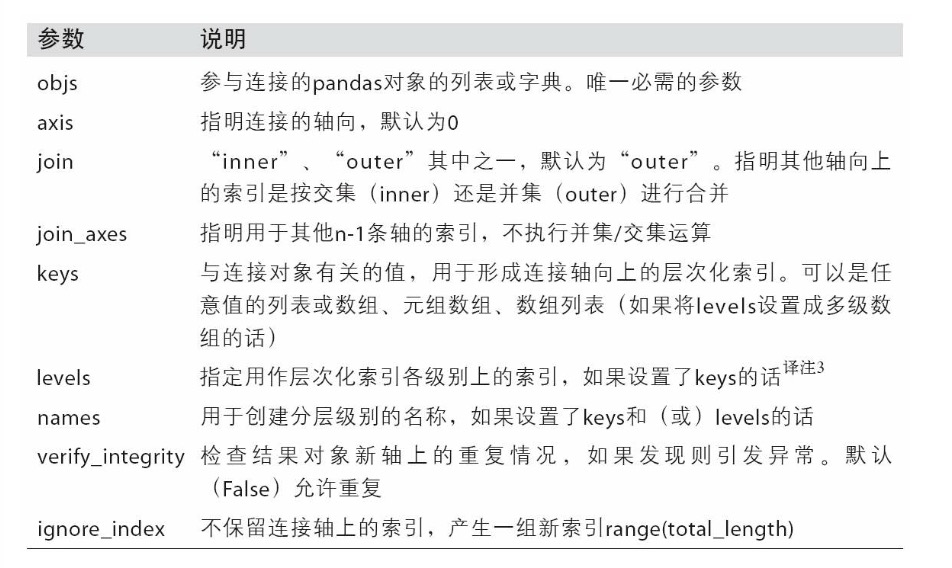 参数 说明
objs 参与连接的pandas对象的列表或字典。唯一必需的参数
axis 指明连接的轴向，默认为0
join “inner”、“outer”其中之一，默认为“outer”。指明其他轴向上
的索引是按交集（inner）还是并集（outer）进行合并
join_axes 指明用于其他n-1条轴的索引，不执行并集/交集运算
keys 与连接对象有关的值，用于形成连接轴向上的层次化索引。可以是任
意值的列表或数组、元组数组、数组列表（如果将levels设置成多级数
组的话）
levels 指定用作层次化索引各级别上的索引，如果设置了keys的话译注3
names 用于创建分层级别的名称，如果设置了keys和（或）levels的话
verify_integrity 检查结果对象新轴上的重复情况，如果发现则引发异常。默认
（False）允许重复
ignore_index 不保留连接轴上的索引，产生一组新索引range(total_length)